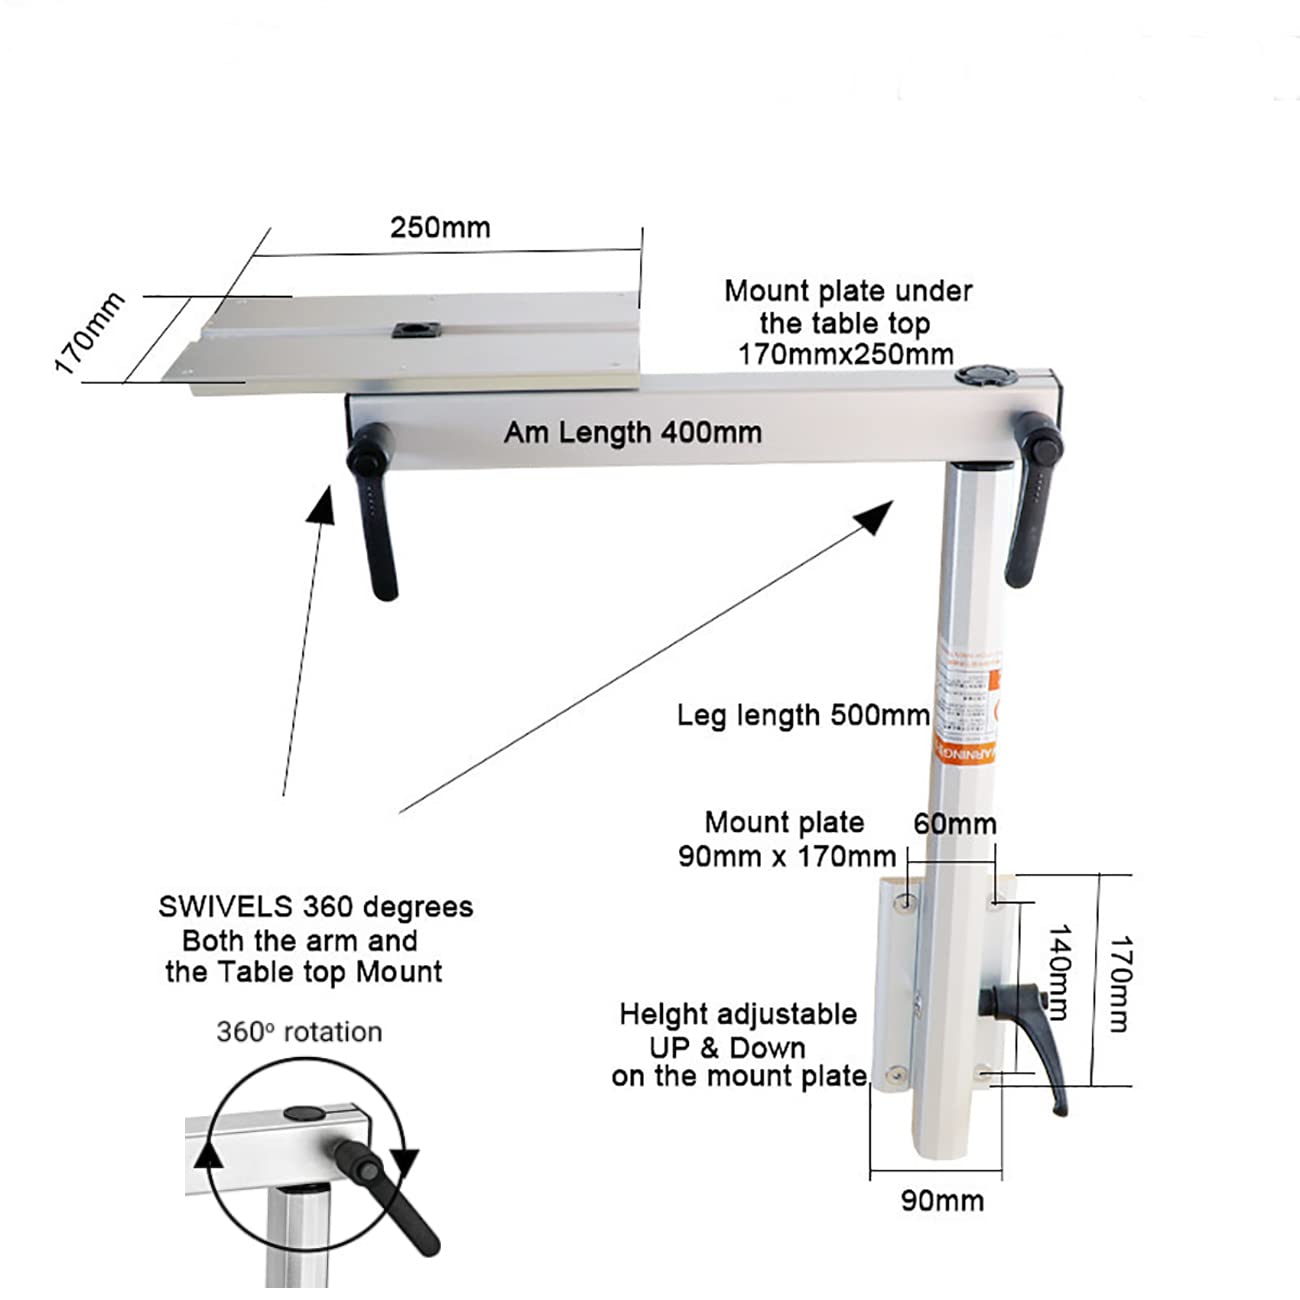 250mm
170mm
Mount plate under
the table top
170mmx250mm
Am Length 400mm
Leg length 500mm
WARNING
Mount plate
90mm x 170mm
60mm
140mm
170mm
SWIVELS 360 degrees
Both the arm and
the Table top Mount
360º rotation
Helght adjustable
UP & Down
on the mount plate
90mm